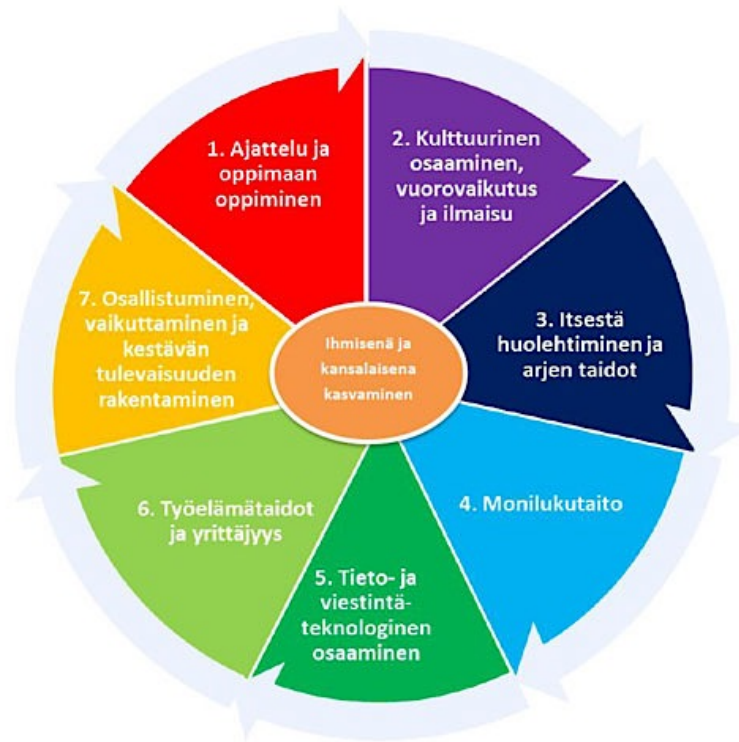 1. Ajattelu ja
oppimaan
oppiminen
2. Kulttuurinen
osaaminen,
vuorovaikutus
ja ilmaisu
3. Itsestä
huolehtiminen ja
arjen taidot
4. Monilukutaito
5. Tieto- ja
viestintä-
teknologinen
osaaminen
6. Työelämätaidot
ja yrittäjyys
7. Osallistuminen,
vaikuttaminen ja
kestävän
tulevaisuuden
rakentaminen
Ihmisenä ja
kansalaisena
kasvaminen